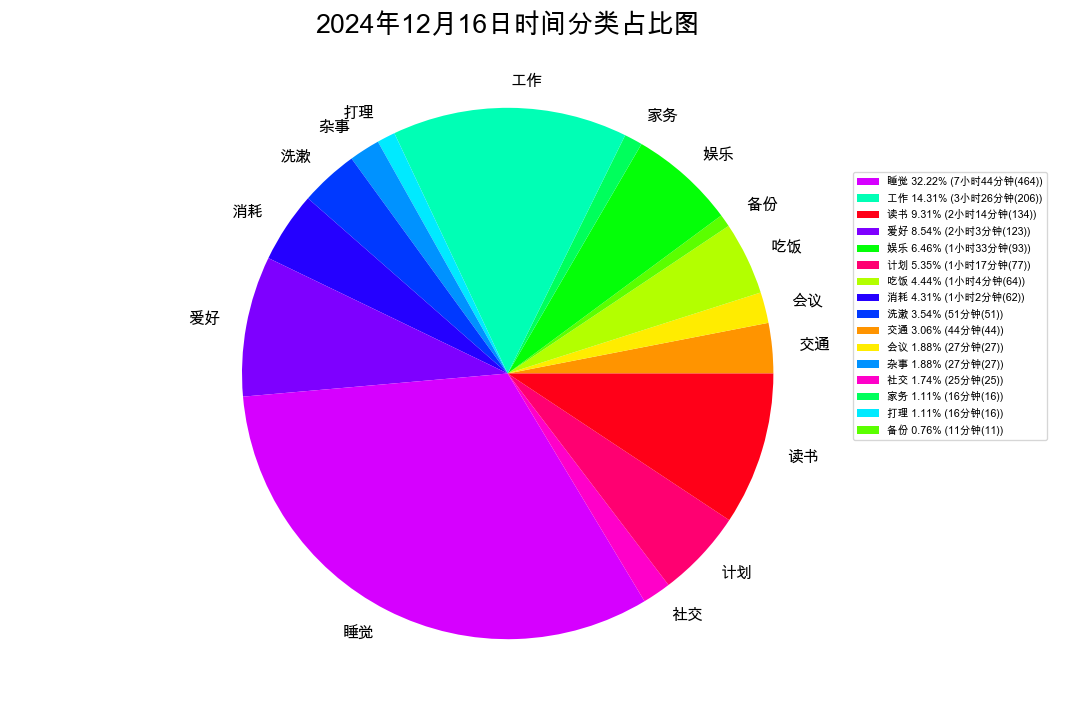 2024年12月16日时间分类占比图
工作
打理
家务
杂事
娱乐
洗漱
备份
消耗
吃饭
会议
爱好
交通
读书
计划
社交
睡觉
睡觉 32.22% (7小时44分钟(464))
工作 14.31% (3小时26分钟(206))
读书 9.31% (2小时14分钟(134))
爱好 8.54% (2小时3分钟(123))
娱乐 6.46% (1小时33分钟(93))
计划 5.35% (1小时17分钟(77))
吃饭 4.44% (1小时4分钟(64))
消耗 4.31% (1小时2分钟(62))
洗漱 3.54% (51分钟(51))
交通 3.06% (44分钟(44))
会议 1.88% (27分钟(27))
杂事 1.88% (27分钟(27))
社交 1.74% (25分钟(25))
家务 1.11% (16分钟(16))
打理 1.11% (16分钟(16))
备份 0.76% (11分钟(11))